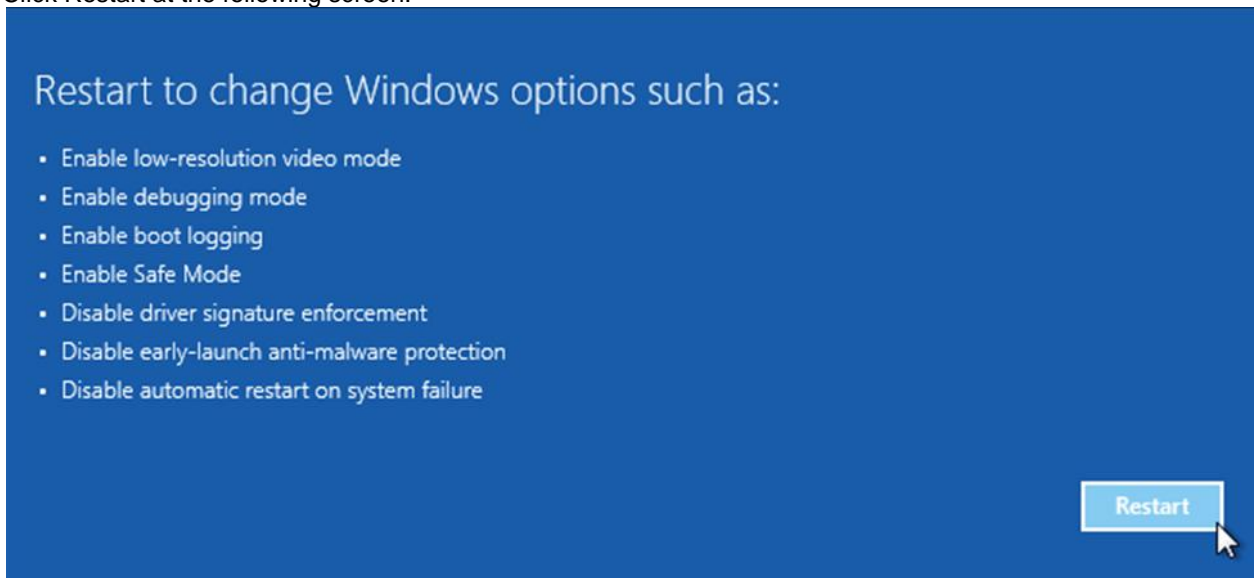 Click Restart at the following screen:
Restart to change Windows options such as:
▪ Enable low-resolution video mode
▪ Enable debugging mode
▪ Enable boot logging
▪ Enable Safe Mode
▪ Disable driver signature enforcement
▪ Disable early-launch anti-malware protection
▪ Disable automatic restart on system failure
Restart